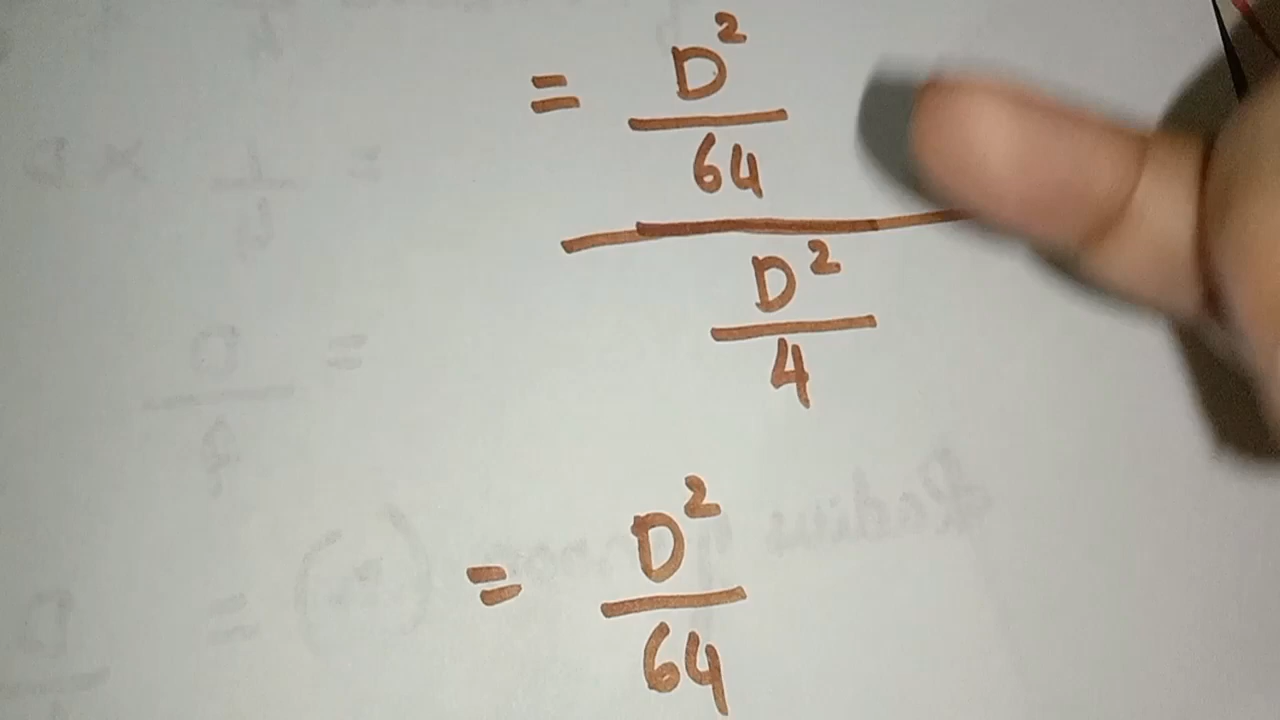 = D²
64
D²
4
= D²
64